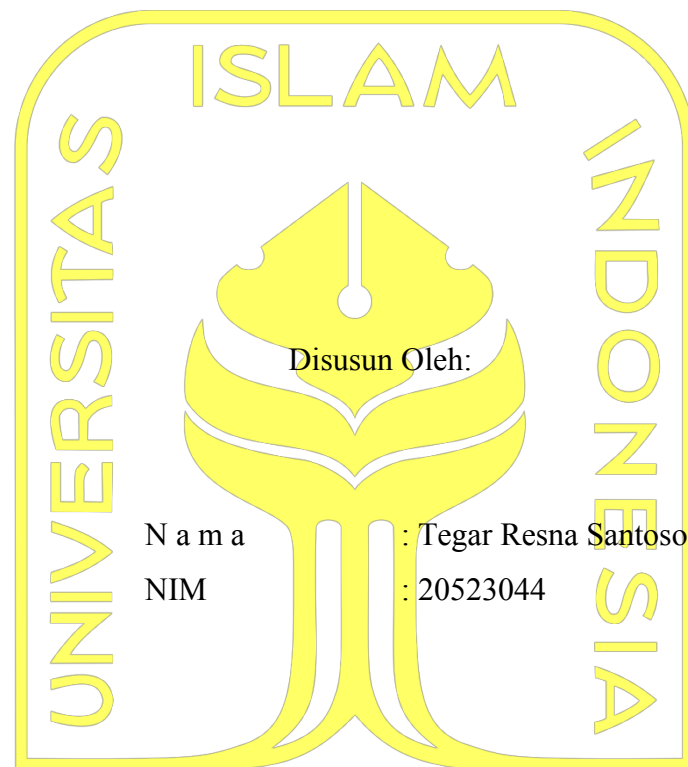 ISLAM
UNIVERSITAS
INDONESIA
Disusun Oleh:
N a m a : Tegar Resna Santoso
NIM : 20523044